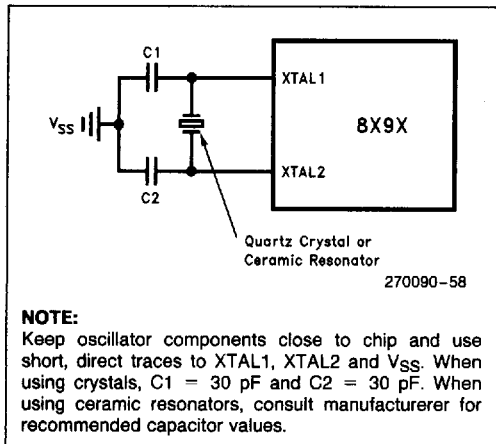 C1
XTAL1
VSS
8X9X
XTAL2
C2
Quartz Crystal or
Ceramic Resonator
270090-58
NOTE:
Keep oscillator components close to chip and use
short, direct traces to XTAL1, XTAL2 and VSS. When
using crystals, C1 = 30 pF and C2 = 30 pF. When
using ceramic resonators, consult manufacturerer for
recommended capacitor values.